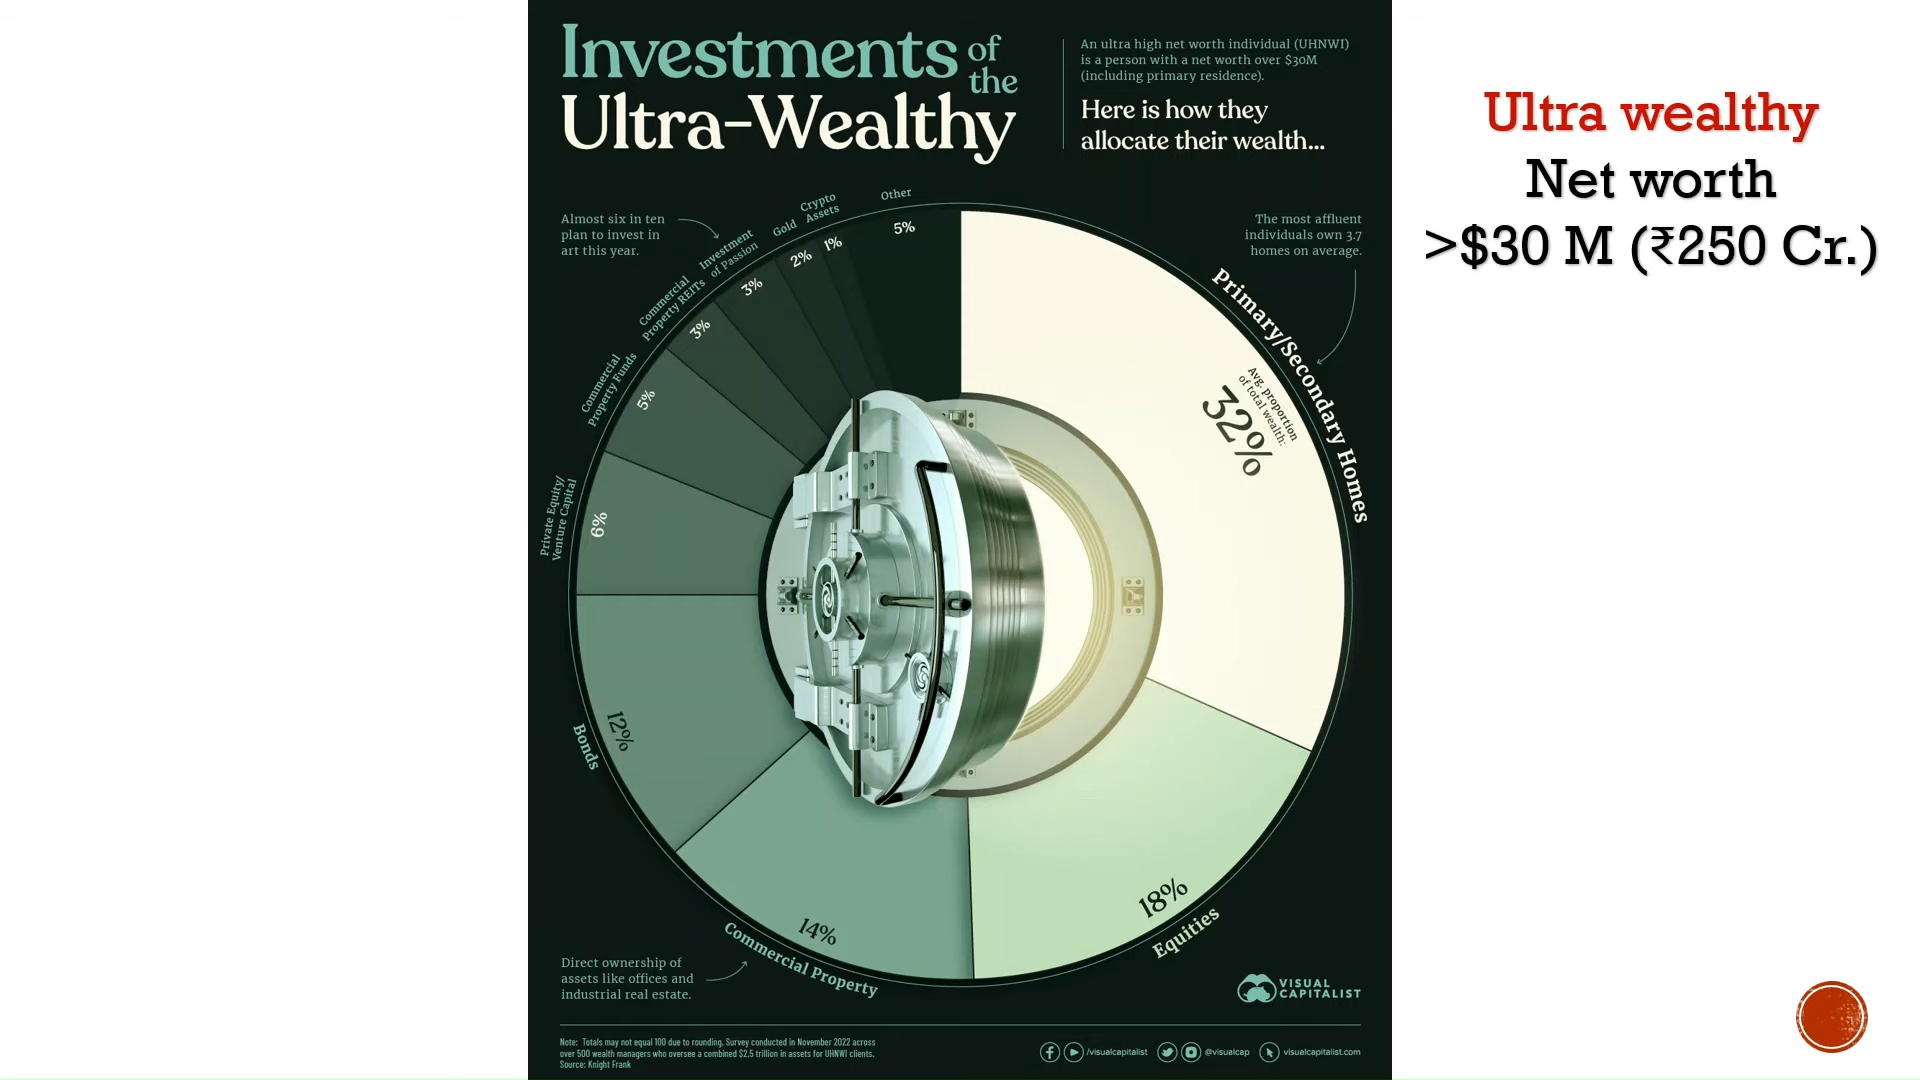 Investments of
the
Ultra-Wealthy
An ultra high net worth individual (UHNWI)
is a person with a net worth over $30M
(including primary residence).
Here is how they
allocate their wealth...
Ultra wealthy
Net worth
>$30 M (₹250 Cr.)
Almost six in ten
plan to invest in
art this year.
The most affluent
individuals own 3.7
homes on average.
Primary/Secondary Homes
Avg. proportion
of total wealth:
32%
Equities
18%
Commercial Property
14%
Direct ownership of
assets like offices and
industrial real estate.
Bonds
12%
Private Equity/
Venture Capital
6%
Commercial
Property Funds
5%
Commercial
Property REITs
3%
Investment
of Passion
3%
Gold
2%
Crypto
Assets
1%
Other
5%
VISUAL
CAPITALIST
Note: Totals may not equal 100 due to rounding. Survey conducted in November 2022 across
over 500 wealth managers who oversee a combined $2.5 trillion in assets for UHNWI clients.
Source: Knight Frank
/visualcapitalist @visualcap visualcapitalist.com